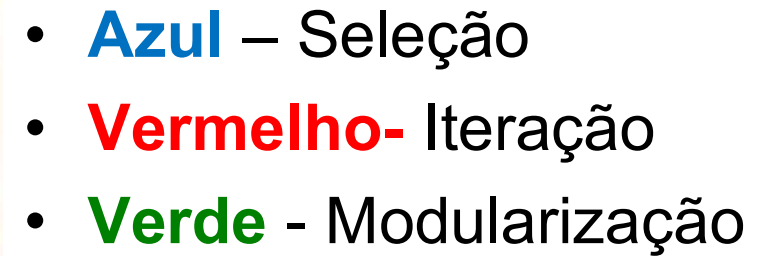 • Azul – Seleção
• Vermelho- Iteração
• Verde - Modularização